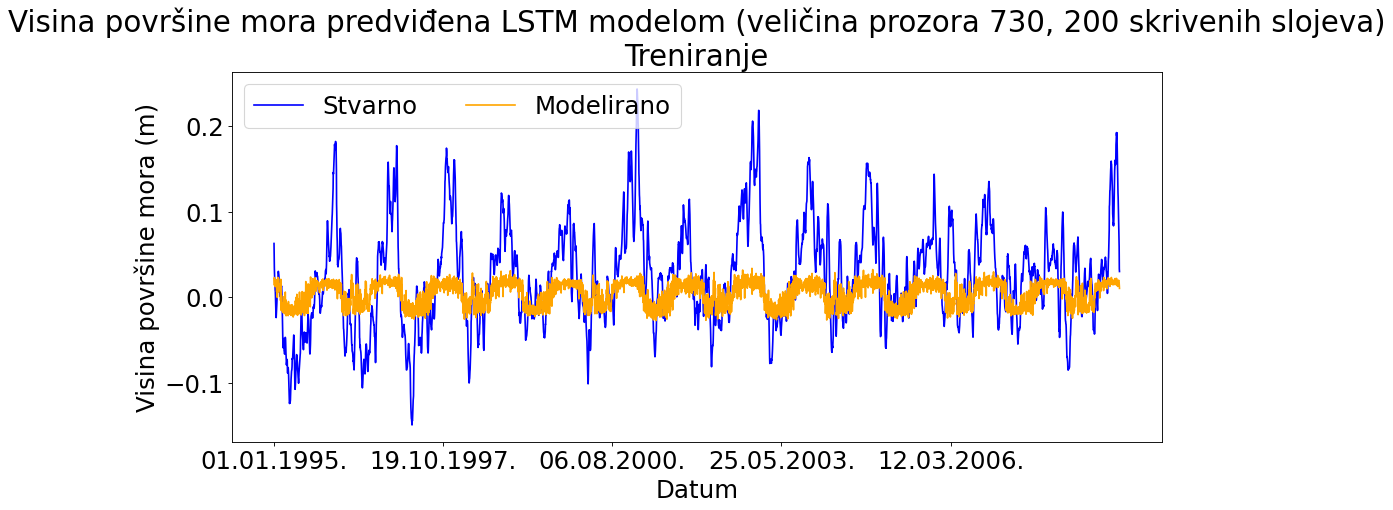 Visina površine mora predviđena LSTM modelom (veličina prozora 730, 200 skrivenih slojeva)
Treniranje
Stvarno Modelirano
Visina površine mora (m)
0.2
0.1
0.0
−0.1
01.01.1995. 19.10.1997. 06.08.2000. 25.05.2003. 12.03.2006.
Datum